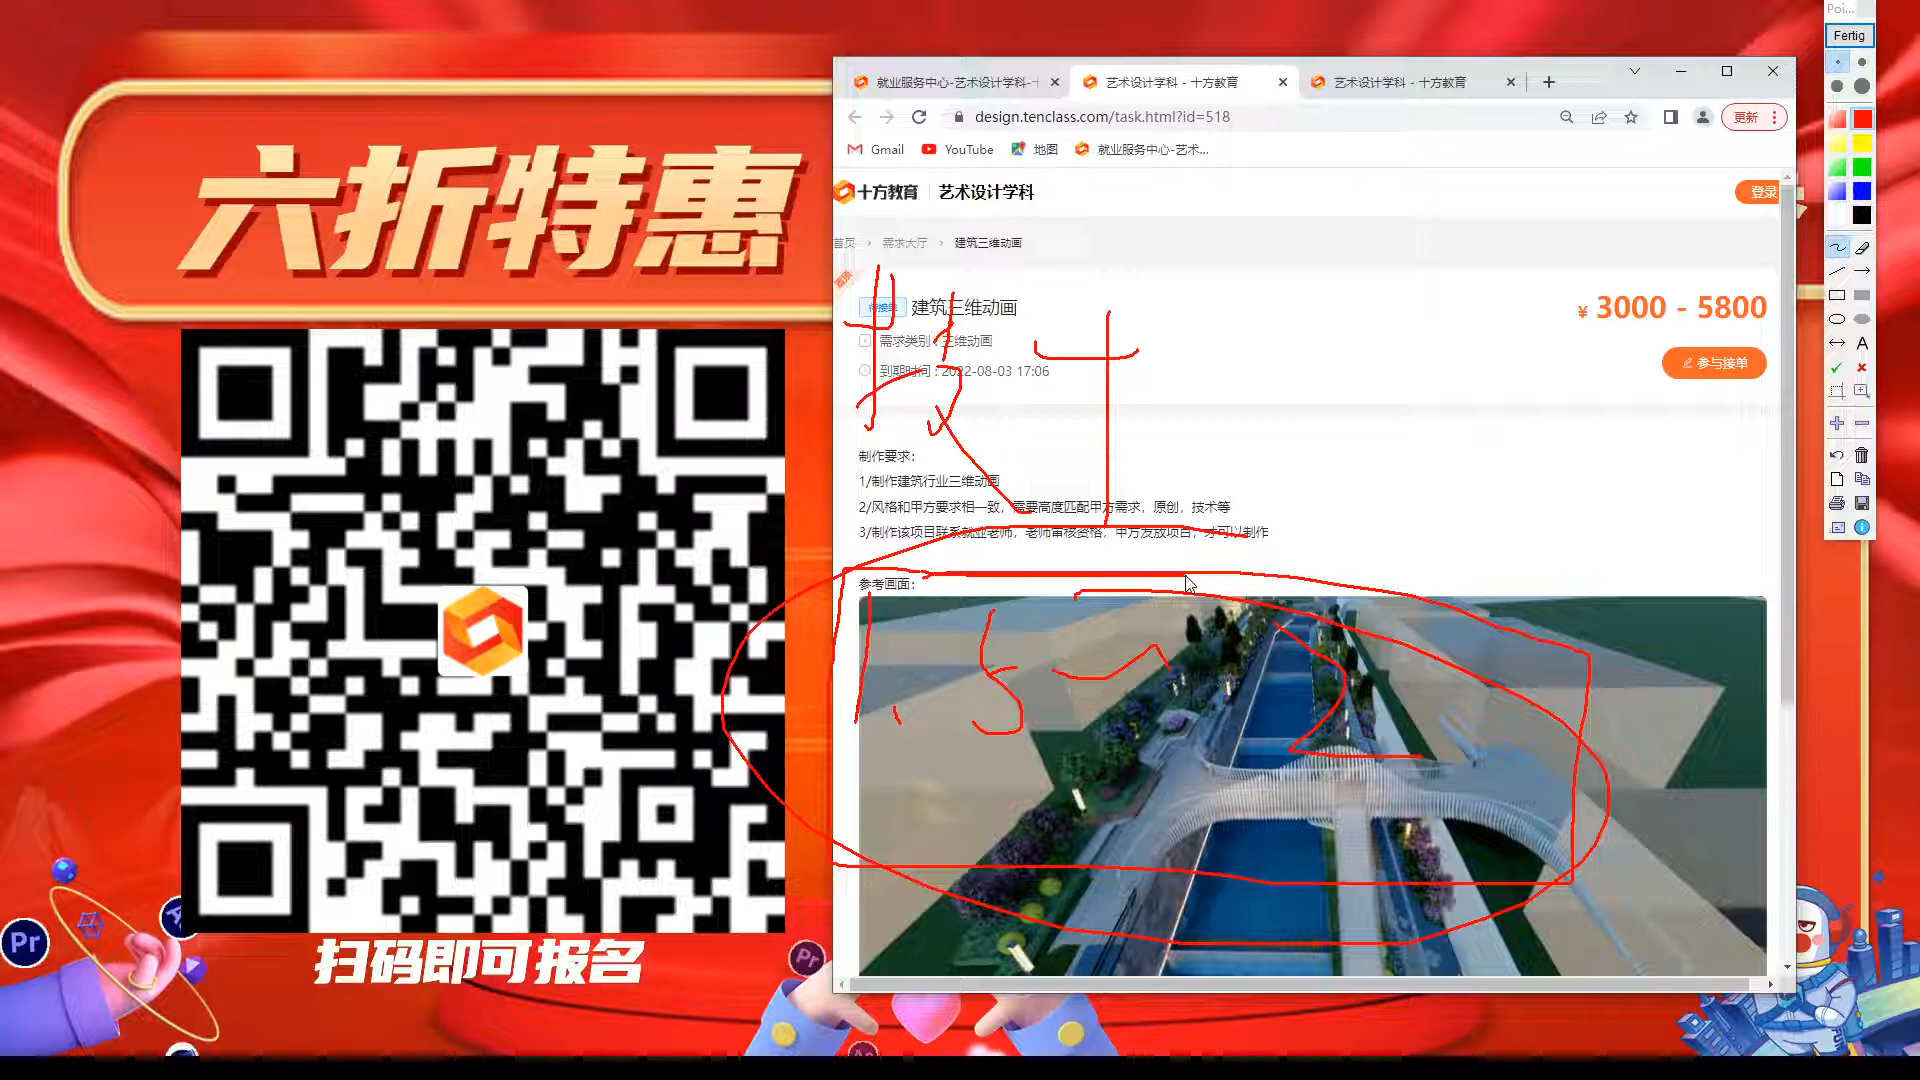 六折特惠
扫码即可报名
Pr
Pr
就业服务中心-艺术设计学科-十
艺术设计学科 - 十方教育
艺术设计学科 - 十方教育
design.tenclass.com/task.html?id=518
更新
Gmail
YouTube
地图
就业服务中心-艺术...
十方教育
艺术设计学科
登录
首页 › 需求大厅 › 建筑三维动画
置顶
待接单
建筑三维动画
¥ 3000 - 5800
需求类别：三维动画
到期时间：2022-08-03 17:06
参与接单
制作要求：
1/制作建筑行业三维动画
2/风格和甲方要求相一致，需要高度匹配甲方需求，原创，技术等
3/制作该项目联系就业老师，老师审核资格，甲方发放项目，才可以制作
参考画面：
1.5~2
Poi...
Fertig
A